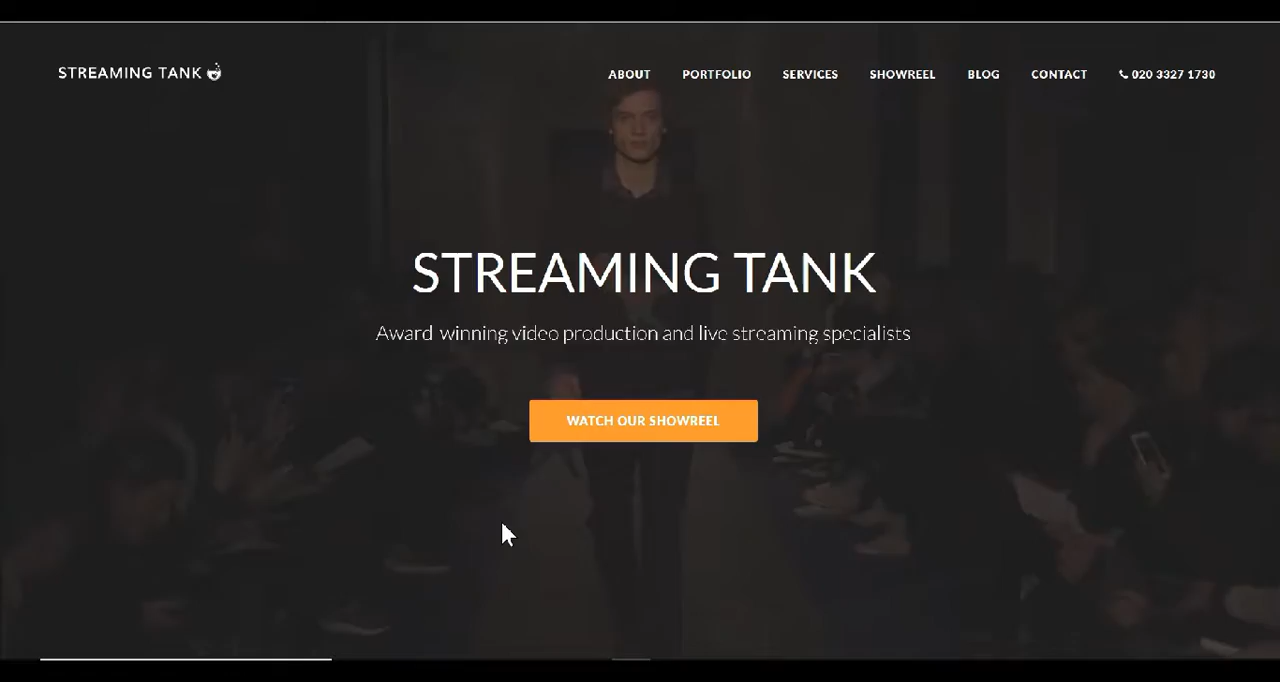 STREAMING TANK
ABOUT PORTFOLIO SERVICES SHOWREEL BLOG CONTACT 020 3327 1730
STREAMING TANK
Award-winning video production and live streaming specialists
WATCH OUR SHOWREEL